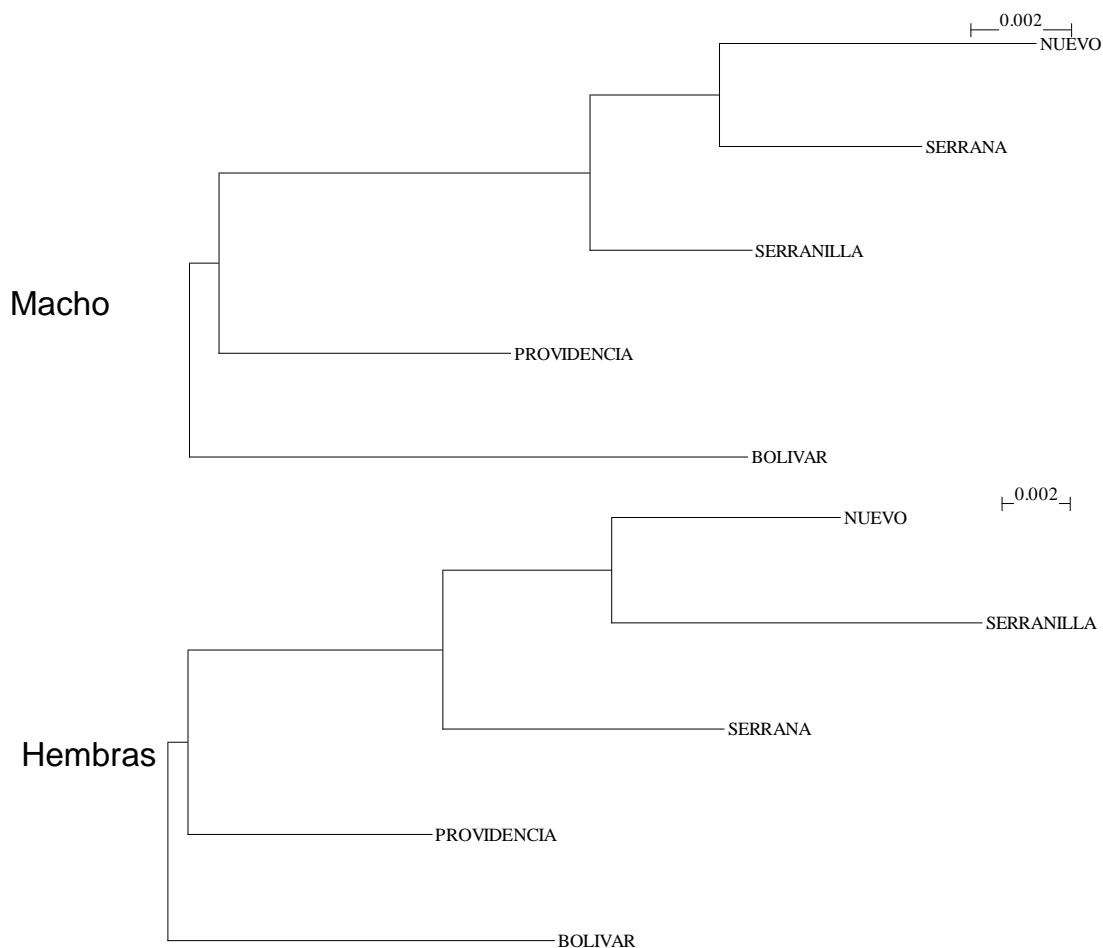 0.002
NUEVO
SERRANA
SERRANILLA
Macho
PROVIDENCIA
BOLIVAR
0.002
NUEVO
SERRANILLA
SERRANA
Hembras
PROVIDENCIA
BOLIVAR